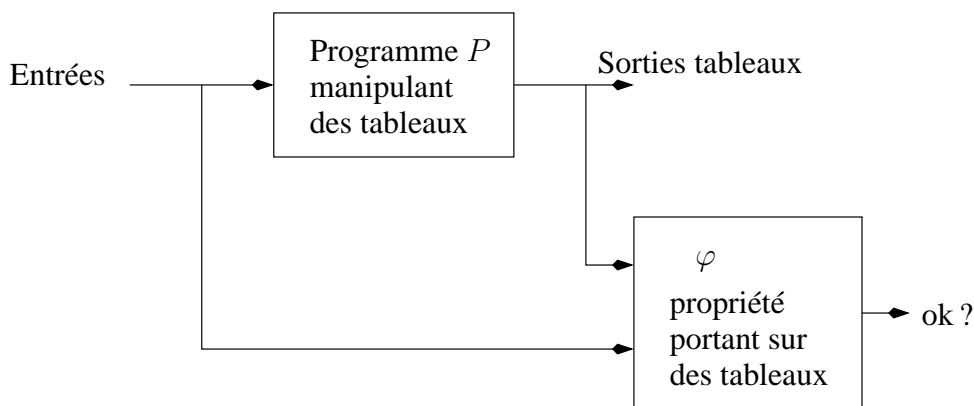 Entrées
Programme P
manipulant
des tableaux
Sorties tableaux
φ
propriété
portant sur
des tableaux
ok ?